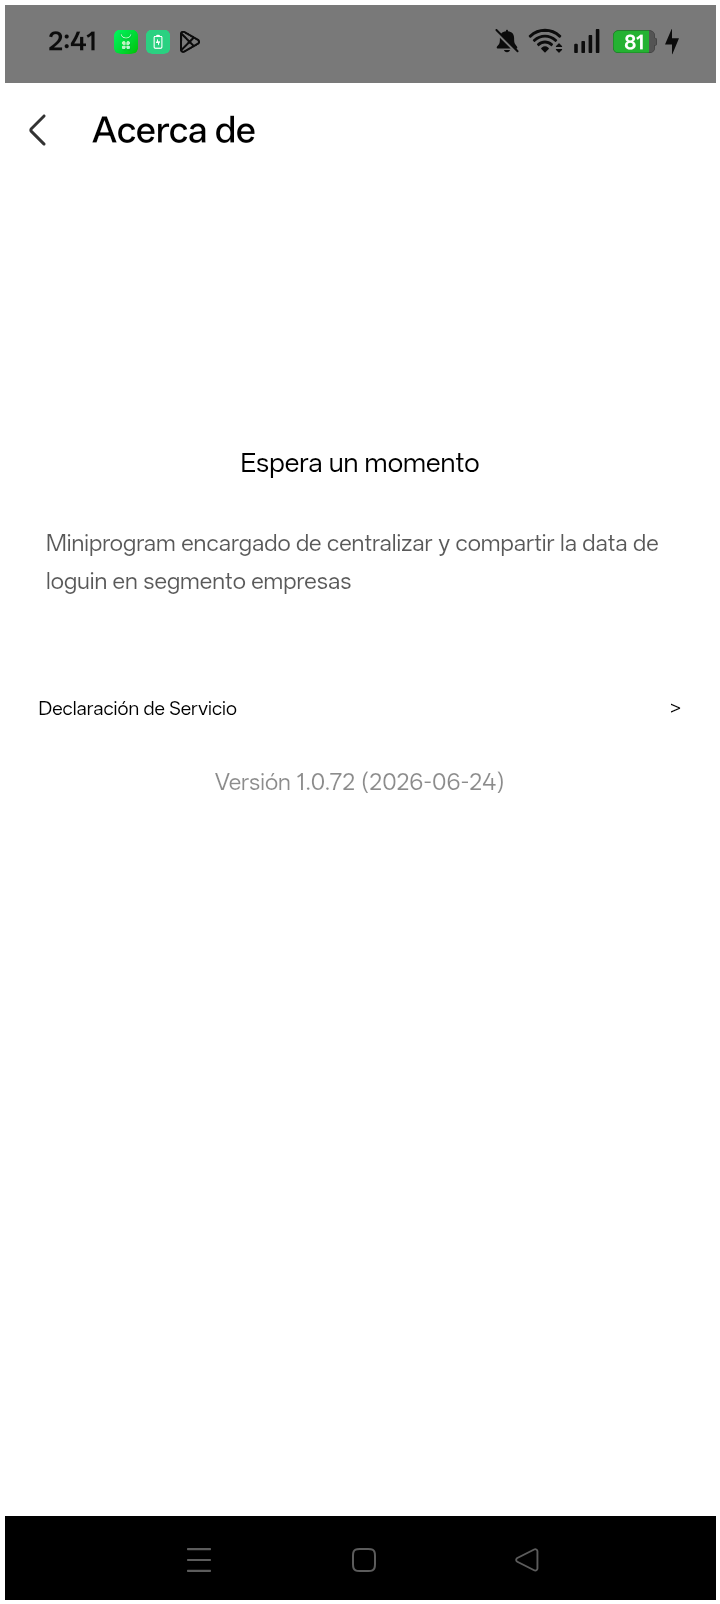 2:41
81
Acerca de
Espera un momento
Miniprogram encargado de centralizar y compartir la data de
loguin en segmento empresas
Declaración de Servicio >
Versión 1.0.72 (2026-06-24)